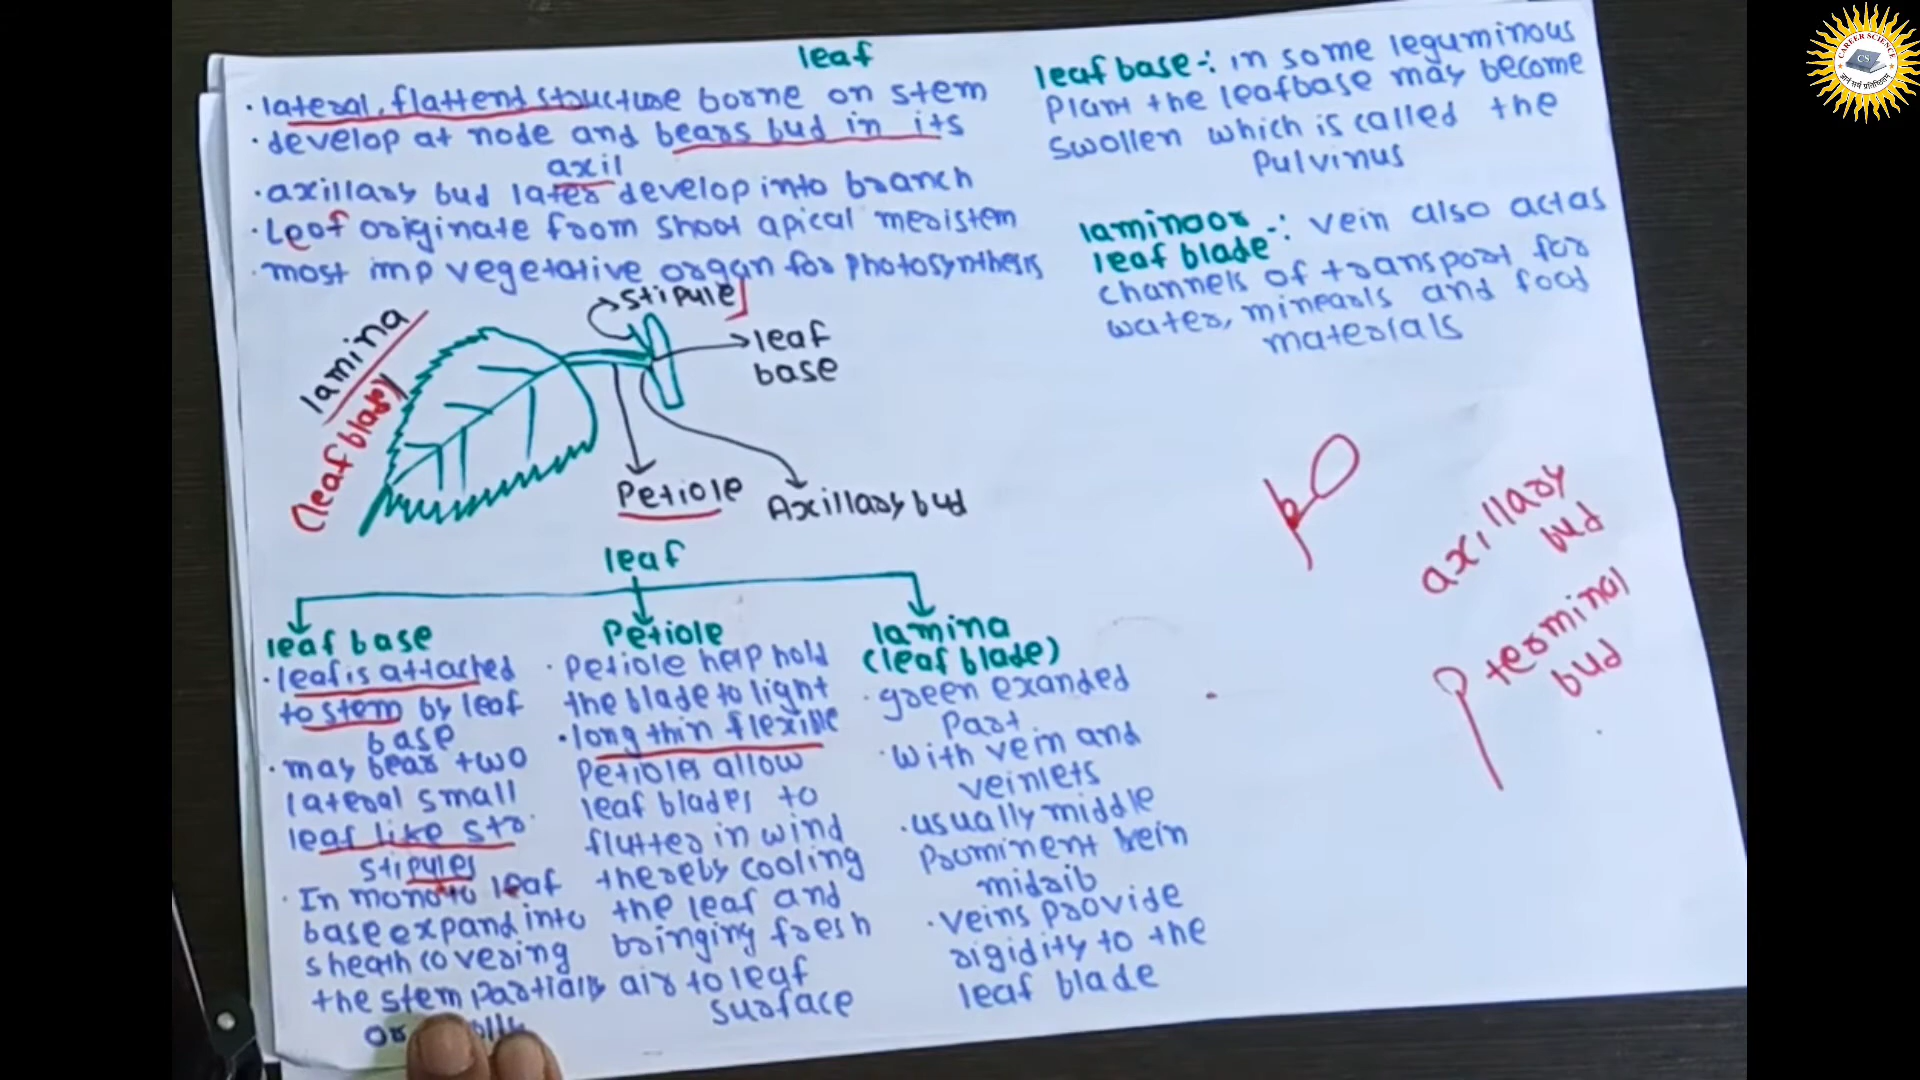 leaf
• lateral, flattend structure borne on stem
• develop at node and bears bud in its
axil
• axillary bud later develop into branch
• Leaf originate from shoot apical meristem
• most imp vegetative organ for photosynthesis
stipule
leaf
base
lamina
(leaf blase)
Petiole
Axillary bud
leaf
leaf base
• leaf is attached
to stem by leaf
base
• may bear two
lateral small
leaf like str.
stipules
• In monoto leaf
base expand into
sheath covering
the stem partially
or
Petiole
• petiole help hold
the blade to light
• long thin flexible
petioles allow
leaf blades to
flutter in wind
thereby cooling
the leaf and
bringing fresh
air to leaf
surface
lamina
(leaf blade)
• green exanded
part
• with vein and
veinlets
• usually middle
prominent vein
midrib
• veins provide
rigidity to the
leaf blade
leaf base -: in some leguminous
plant the leafbase may become
swollen which is called the
pulvinus
lamina or
leaf blade -: vein also act as
channels of transport for
water, minearls and food
materials
axillary
bud
terminal
bud
CAREER SCIENCE
CS